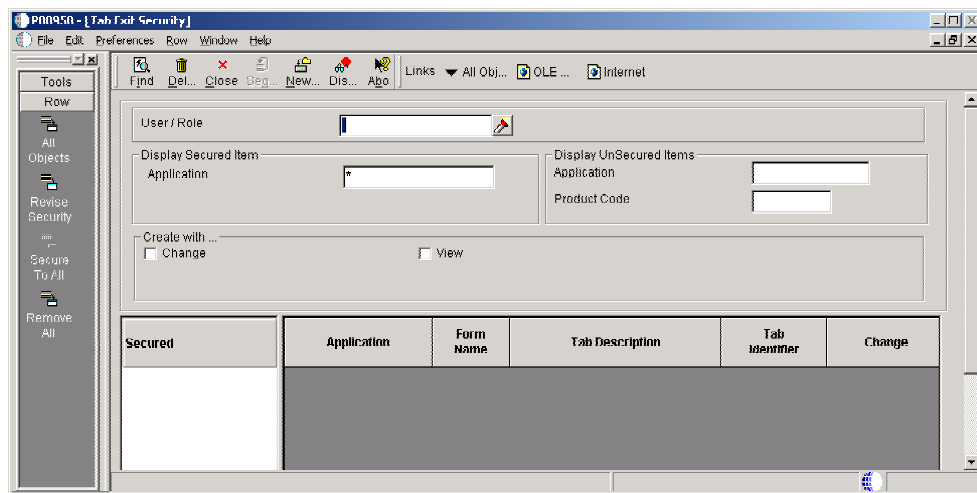 P00950 - [Tab Exit Security]
File Edit Preferences Row Window Help
Tools
Row
All
Objects
Revise
Security
Secure
To All
Remove
All
Find Del... Close Seq... New... Dis... Abo Links All Obj... OLE ... Internet
User / Role
Display Secured Item
Application
*
Display UnSecured Items
Application
Product Code
Create with ...
Change
View
Secured
Application
Form
Name
Tab Description
Tab
Identifier
Change